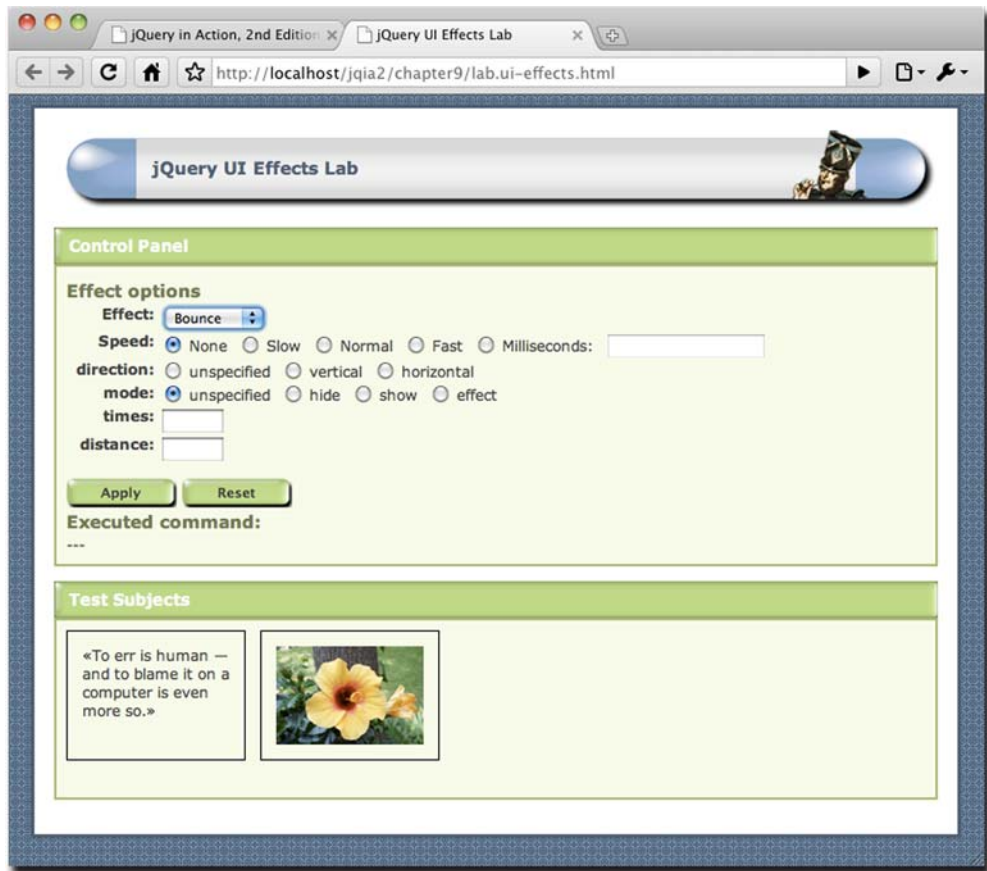 jQuery in Action, 2nd Edition
jQuery UI Effects Lab
http://localhost/jqia2/chapter9/lab.ui-effects.html
jQuery UI Effects Lab
Control Panel
Effect options
Effect: Bounce
Speed: None Slow Normal Fast Milliseconds:
direction: unspecified vertical horizontal
mode: unspecified hide show effect
times:
distance:
Apply Reset
Executed command:
---
Test Subjects
«To err is human —
and to blame it on a
computer is even
more so.»